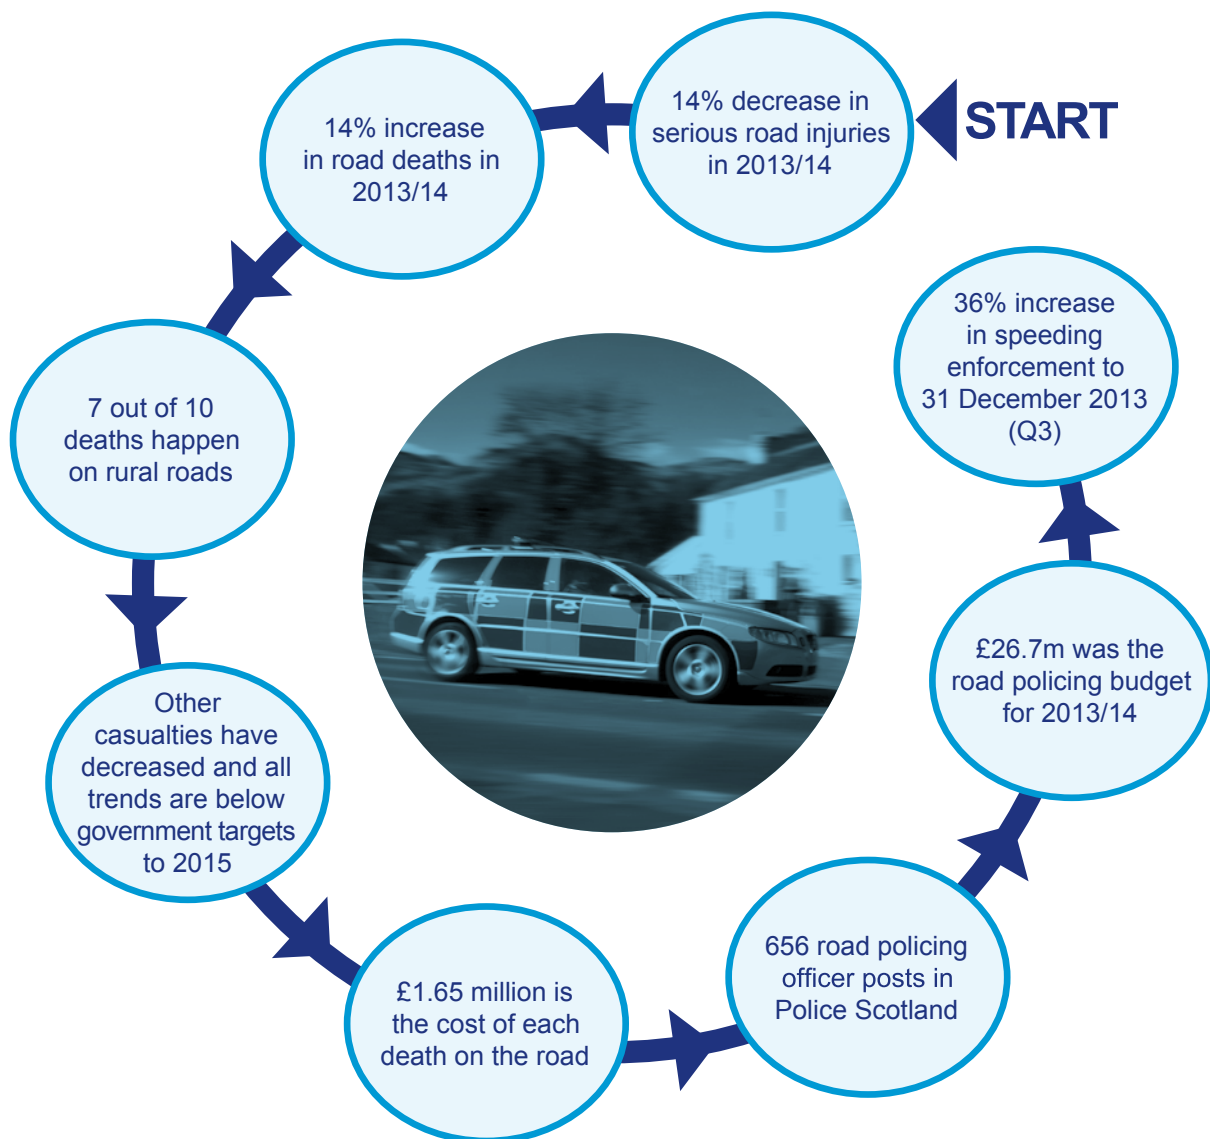 START
14% decrease in
serious road injuries
in 2013/14
14% increase
in road deaths in
2013/14
7 out of 10
deaths happen
on rural roads
Other
casualties have
decreased and all
trends are below
government targets
to 2015
£1.65 million is
the cost of each
death on the road
656 road policing
officer posts in
Police Scotland
£26.7m was the
road policing budget
for 2013/14
36% increase
in speeding
enforcement to
31 December 2013
(Q3)